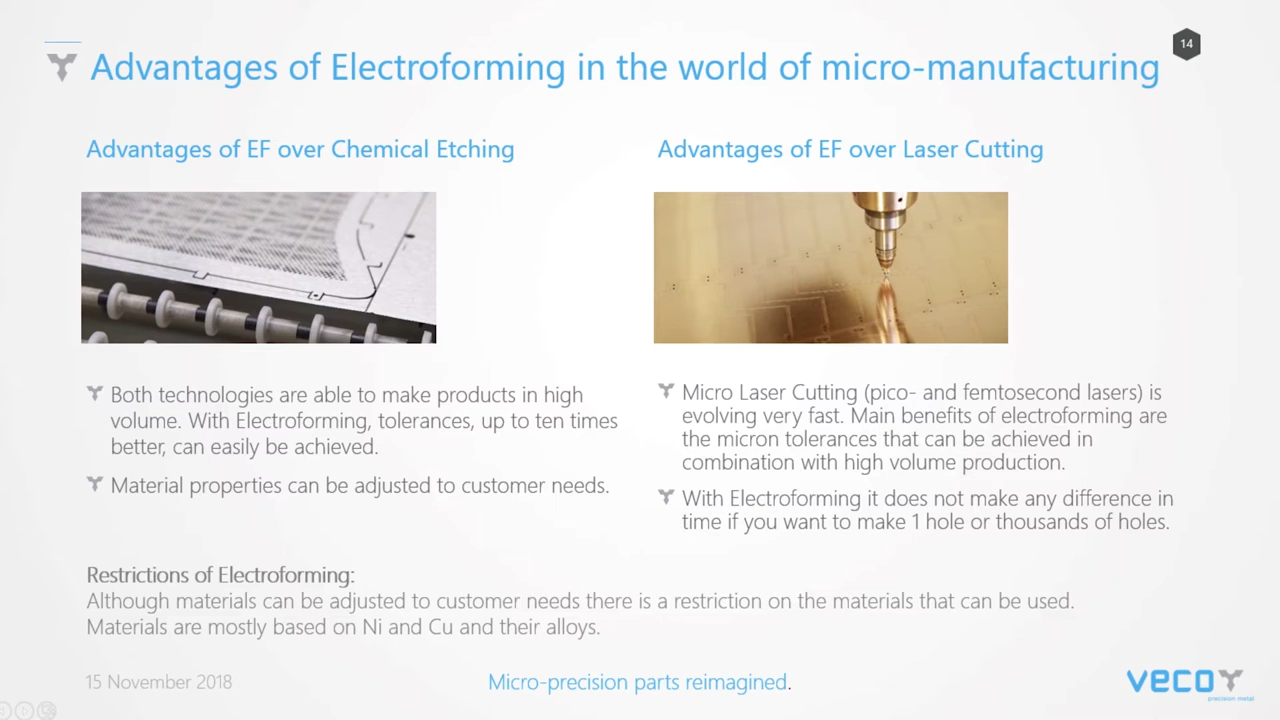 14
Advantages of Electroforming in the world of micro-manufacturing
Advantages of EF over Chemical Etching
Both technologies are able to make products in high
volume. With Electroforming, tolerances, up to ten times
better, can easily be achieved.
Material properties can be adjusted to customer needs.
Advantages of EF over Laser Cutting
Micro Laser Cutting (pico- and femtosecond lasers) is
evolving very fast. Main benefits of electroforming are
the micron tolerances that can be achieved in
combination with high volume production.
With Electroforming it does not make any difference in
time if you want to make 1 hole or thousands of holes.
Restrictions of Electroforming:
Although materials can be adjusted to customer needs there is a restriction on the materials that can be used.
Materials are mostly based on Ni and Cu and their alloys.
15 November 2018
Micro-precision parts reimagined.
veco
precision metal